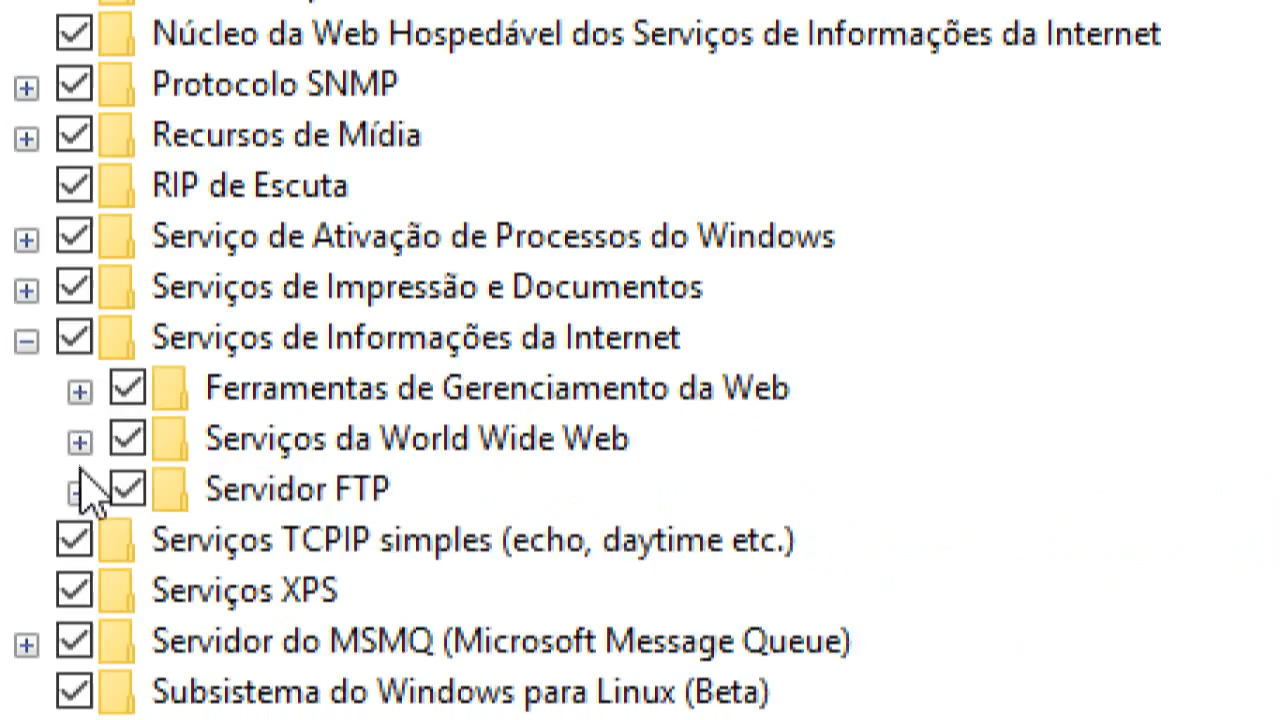 Núcleo da Web Hospedável dos Serviços de Informações da Internet
Protocolo SNMP
Recursos de Mídia
RIP de Escuta
Serviço de Ativação de Processos do Windows
Serviços de Impressão e Documentos
Serviços de Informações da Internet
Ferramentas de Gerenciamento da Web
Serviços da World Wide Web
Servidor FTP
Serviços TCPIP simples (echo, daytime etc.)
Serviços XPS
Servidor do MSMQ (Microsoft Message Queue)
Subsistema do Windows para Linux (Beta)